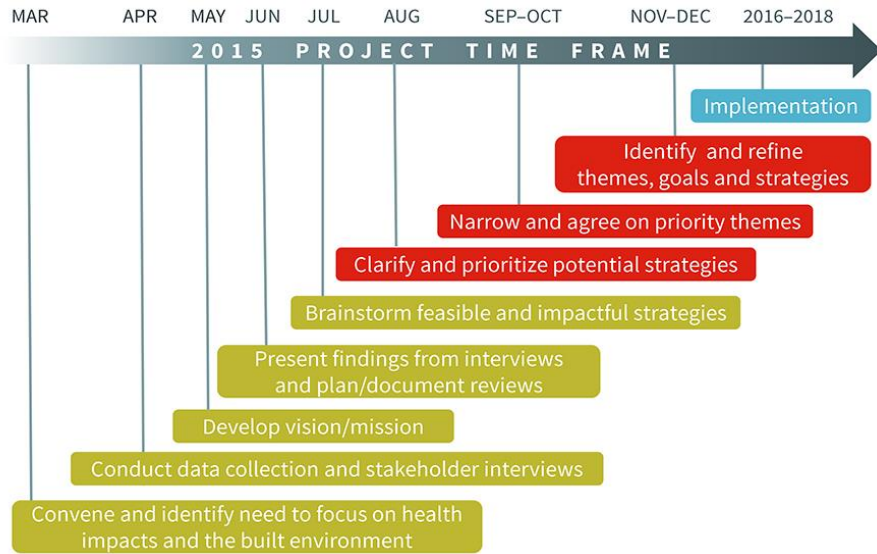 MAR APR MAY JUN JUL AUG SEP–OCT NOV–DEC 2016–2018
2015 PROJECT TIME FRAME
Implementation
Identify and refine
themes, goals and strategies
Narrow and agree on priority themes
Clarify and prioritize potential strategies
Brainstorm feasible and impactful strategies
Present findings from interviews
and plan/document reviews
Develop vision/mission
Conduct data collection and stakeholder interviews
Convene and identify need to focus on health
impacts and the built environment